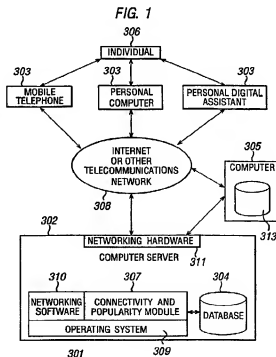 FIG. 1
306
INDIVIDUAL
303 303 303
MOBILE TELEPHONE
PERSONAL COMPUTER
PERSONAL DIGITAL ASSISTANT
INTERNET
OR OTHER
TELECOMMUNICATIONS
NETWORK
308
305
COMPUTER
313
302
NETWORKING HARDWARE
311
COMPUTER SERVER
310 307 304
NETWORKING SOFTWARE
CONNECTIVITY AND POPULARITY MODULE
DATABASE
OPERATING SYSTEM
301 309